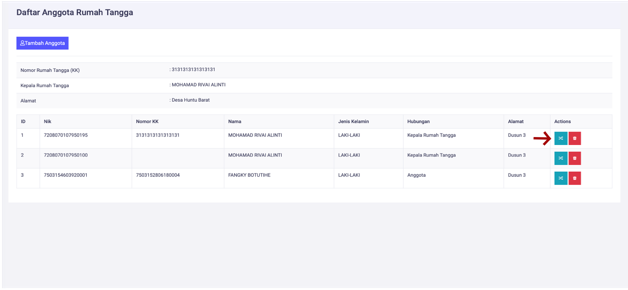 Daftar Anggota Rumah Tangga
Tambah Anggota
Nomor Rumah Tangga (KK) : 3131313131313131
Kepala Rumah Tangga : MOHAMAD RIVAI ALINTI
Alamat : Desa Huntu Barat
ID Nik Nomor KK Nama Jenis Kelamin Hubungan Alamat Actions
1 7208070107950195 3131313131313131 MOHAMAD RIVAI ALINTI LAKI-LAKI Kepala Rumah Tangga Dusun 3
2 7208070107950100 MOHAMAD RIVAI ALINTI LAKI-LAKI Kepala Rumah Tangga Dusun 3
3 7503154603920001 7503152806180004 FANGKY BOTUTIHE LAKI-LAKI Anggota Dusun 3